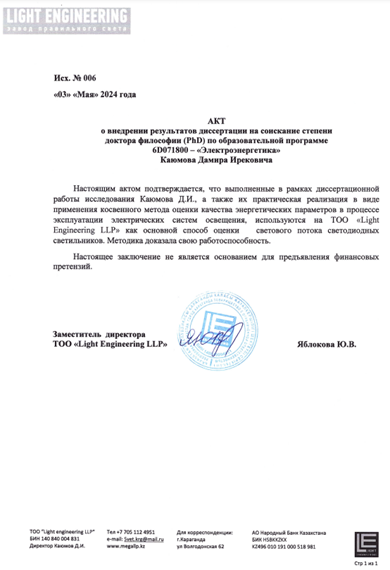 LIGHT ENGINEERING
завод правильного света
Исх. № 006
«03» «Мая» 2024 года
АКТ
о внедрении результатов диссертации на соискание степени
доктора философии (PhD) по образовательной программе
6D071800 – «Электроэнергетика»
Каюмова Дамира Ирековича
Настоящим актом подтверждается, что выполненные в рамках диссертационной
работы исследования Каюмова Д.И., а также их практическая реализация в виде
применения косвенного метода оценки качества энергетических параметров в процессе
эксплуатации электрических систем освещения, используются на ТОО «Light
Engineering LLP» как основной способ оценки светового потока светодиодных
светильников. Методика доказала свою работоспособность.
Настоящее заключение не является основанием для предъявления финансовых
претензий.
Заместитель директора
ТОО «Light Engineering LLP»
Яблокова Ю.В.
ТОО "Light engineering LLP"
БИН 140 840 004 831
Директор Каюмов Д.И.
Тел +7 705 112 4951
e-mail: Svet.krg@mail.ru
www.megallp.kz
Для корреспонденции:
г.Караганда
ул Волгодонская 62
АО Народный Банк Казахстана
БИК HSBKKZKX
KZ496 010 191 000 518 981
LIGHT ENGINEERING
Стр 1 из 1